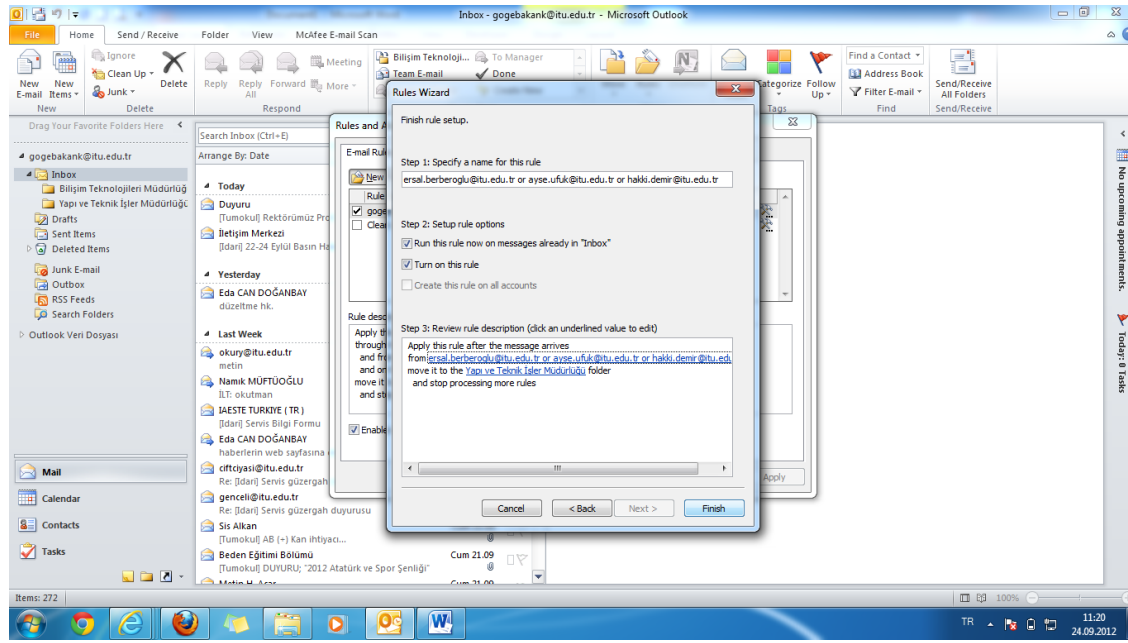 Inbox - gogebakank@itu.edu.tr - Microsoft Outlook
File Home Send / Receive Folder View McAfee E-mail Scan
New E-mail
New Items
New
Ignore
Clean Up
Junk
Delete
Delete
Reply
Reply All
Forward
Meeting
More
Respond
Bilişim Teknoloji...
Team E-mail
To Manager
Done
Categorize
Follow Up
Tags
Find a Contact
Address Book
Filter E-mail
Find
Send/Receive All Folders
Send/Receive
Drag Your Favorite Folders Here
gogebakank@itu.edu.tr
Inbox
Bilişim Teknolojileri Müdürlüğ
Yapı ve Teknik İşler Müdürlüğü
Drafts
Sent Items
Deleted Items
Junk E-mail
Outbox
RSS Feeds
Search Folders
Outlook Veri Dosyası
Mail
Calendar
Contacts
Tasks
Search Inbox (Ctrl+E)
Arrange By: Date
Today
Duyuru
[Tumokul] Rektörümüz Pro
İletişim Merkezi
[Idari] 22-24 Eylül Basın Ha
Yesterday
Eda CAN DOĞANBAY
düzeltme hk.
Last Week
okury@itu.edu.tr
metin
Namık MÜFTÜOĞLU
ILT: okutman
IAESTE TURKIYE ( TR )
[Idari] Servis Bilgi Formu
Eda CAN DOĞANBAY
haberlerin web sayfasına
ciftciyasi@itu.edu.tr
Re: [Idari] Servis güzergah
genceli@itu.edu.tr
Re: [Idari] Servis güzergah duyurusu
Sis Alkan
[Tumokul] AB (+) Kan ihtiyacı...
Beden Eğitimi Bölümü Cum 21.09
[Tumokul] DUYURU; "2012 Atatürk ve Spor Şenliği"
Metin H. Acar Cum 21.09
Rules and A
E-mail Rule
New
Rule
goge
Clear
Rule desc
Apply th
through
and fro
and on
move it
and sto
Enable
Apply
Rules Wizard
Finish rule setup.
Step 1: Specify a name for this rule
ersal.berberoglu@itu.edu.tr or ayse.ufuk@itu.edu.tr or hakki.demir@itu.edu.tr
Step 2: Setup rule options
Run this rule now on messages already in "Inbox"
Turn on this rule
Create this rule on all accounts
Step 3: Review rule description (click an underlined value to edit)
Apply this rule after the message arrives
from ersal.berberoglu@itu.edu.tr or ayse.ufuk@itu.edu.tr or hakki.demir@itu.edu
move it to the Yapı ve Teknik İşler Müdürlüğü folder
and stop processing more rules
Cancel < Back Next > Finish
No upcoming appointments.
Today: 0 Tasks
Items: 272
100%
TR
11:20
24.09.2012